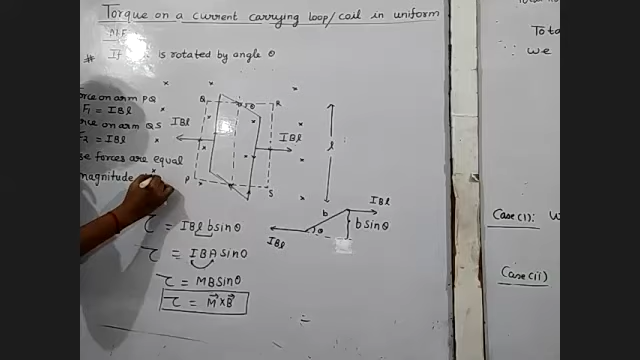 Torque on a current carrying loop/coil in uniform
M.F
# If is rotated by angle θ
Force on arm PQ
F₁ = IBl
Force on arm QS
F₂ = IBl
forces are equal
magnitude
Q R
θ
IBl
IBl
P S
l
IBl
b
θ
b sinθ
IBl
τ = IBl b sinθ
τ = IBA sinθ
τ = MB sinθ
τ = M⃗ × B⃗
Tota
we
Case(i):
Case(ii)